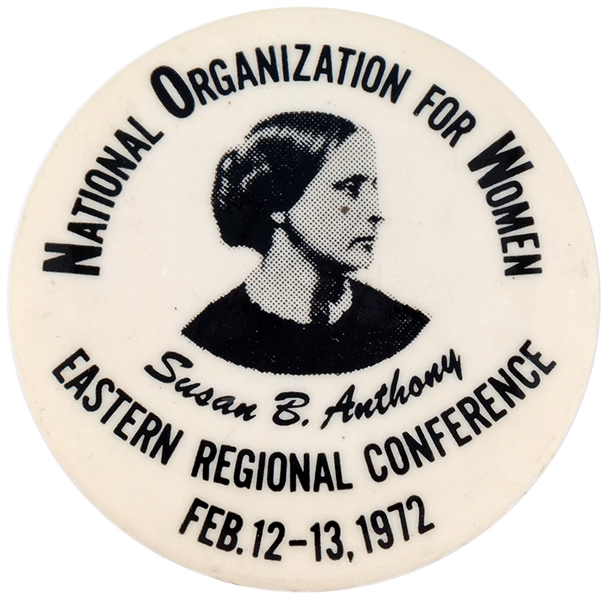 NATIONAL ORGANIZATION FOR WOMEN
Susan B. Anthony
EASTERN REGIONAL CONFERENCE
FEB. 12-13, 1972